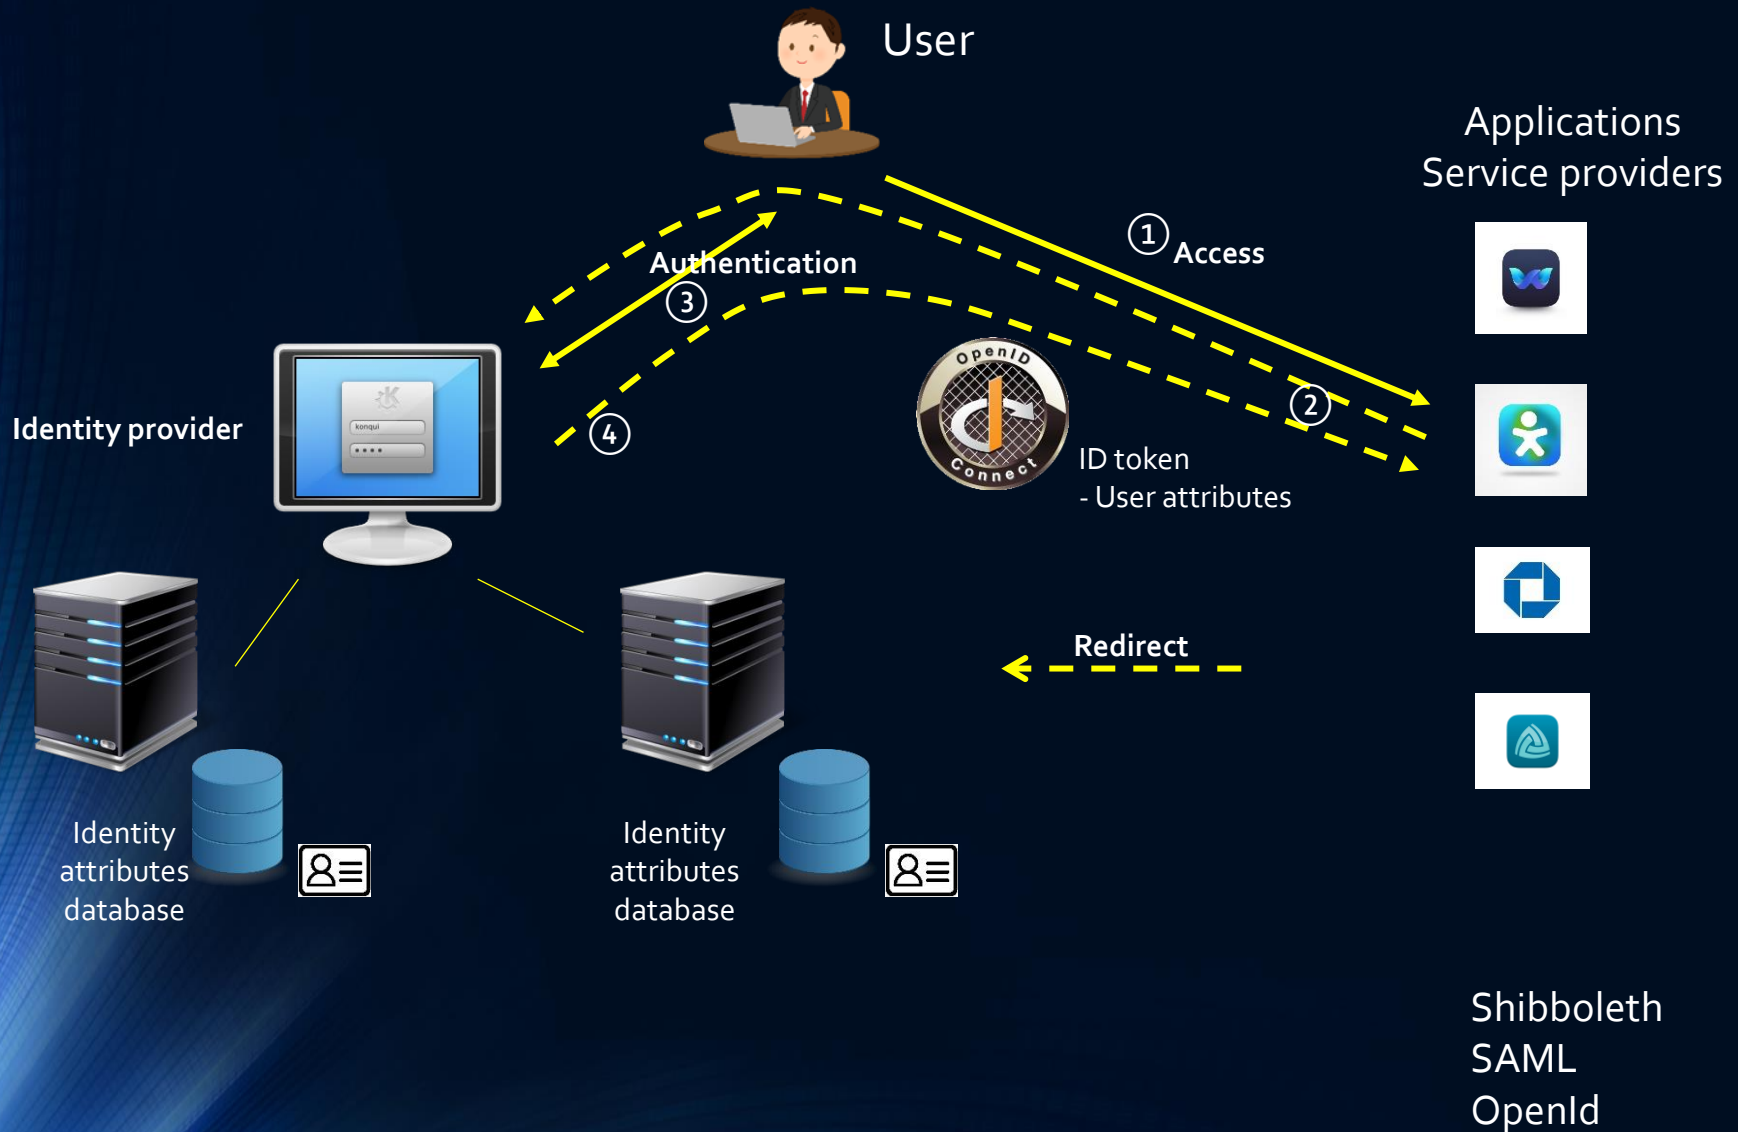 User
Applications
Service providers
① Access
Authentication
③
OpenID
Connect
②
Identity provider
konqui
④
ID token
- User attributes
Redirect
Identity
attributes
database
Identity
attributes
database
Shibboleth
SAML
OpenId